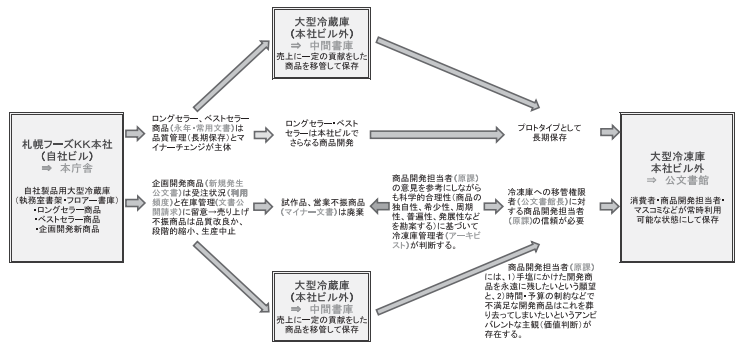 大型冷蔵庫
(本社ビル外)
⇒ 中間書庫
売上に一定の貢献をした
商品を移管して保存
札幌フーズKK本社
(自社ビル)
⇒ 本庁舎
自社製品用大型冷蔵庫
(執務室書架・フロアー書庫)
・ロングセラー商品
・ベストセラー商品
・企画開発新商品
ロングセラー、ベストセラー
商品(永年・常用文書)は
品質管理(長期保存)とマ
イナーチェンジが主体
ロングセラー・ベスト
セラーは本社ビルで
さらなる商品開発
プロトタイプとして
長期保存
企画開発商品(新規発生
公文書)は受注状況(利用
頻度)と在庫管理(文書公
開請求)に留意→売り上げ
不振商品は品質改良か、
段階的縮小、生産中止
試作品、営業不振商品
(マイナー文書)は廃棄
商品開発担当者(原課)
の意見を参考にしながら
も科学的合理性(商品の
独自性、希少性、周期
性、普遍性、発展性など
を勘案する)に基づいて
冷凍庫管理者(アーキビ
スト)が判断する。
冷凍庫への移管権限
者(公文書館長)に対
する商品開発担当者
(原課)の信頼が必要
大型冷凍庫
本社ビル外)
⇒ 公文書館
消費者・商品開発担当者・
マスコミなどが常時利用
可能な状態にして保存
大型冷蔵庫
(本社ビル外)
⇒ 中間書庫
売上に一定の貢献をした
商品を移管して保存
商品開発担当者(原課)
には、1)手塩にかけた開発商
品を永遠に残したいという願望
と、2)時間・予算の制約などで
不満足な開発商品はこれを葬
り去ってしまいたいというアンビ
バレントな主観(価値判断)が
存在する。